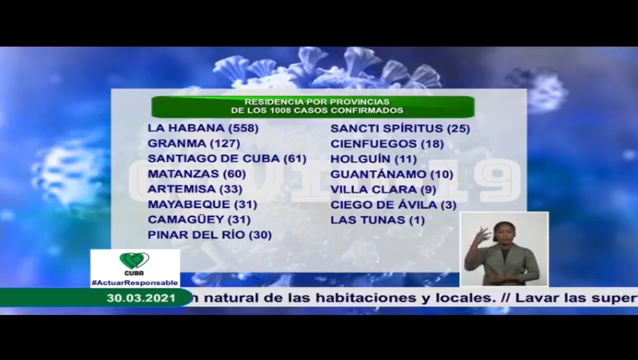 RESIDENCIA POR PROVINCIAS
DE LOS 1008 CASOS CONFIRMADOS
LA HABANA (558)
GRANMA (127)
SANTIAGO DE CUBA (61)
MATANZAS (60)
ARTEMISA (33)
MAYABEQUE (31)
CAMAGÜEY (31)
PINAR DEL RÍO (30)
SANCTI SPÍRITUS (25)
CIENFUEGOS (18)
HOLGUÍN (11)
GUANTÁNAMO (10)
VILLA CLARA (9)
CIEGO DE ÁVILA (3)
LAS TUNAS (1)
CUBA
#ActuarResponsable
30.03.2021
n natural de las habitaciones y locales. // Lavar las super